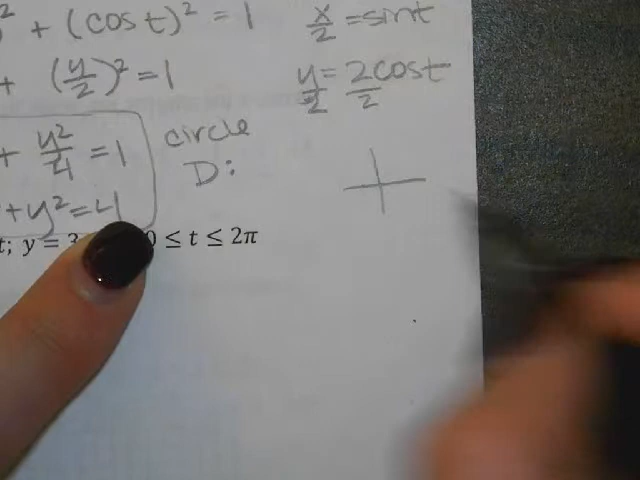 ² + (cos t)² = 1
x/2 = sin t
+ (y/2)² = 1
y/2 = 2cos t/2
+ y²/4 = 1
circle
D:
+ y² = 4
t; y = 3 0 ≤ t ≤ 2π